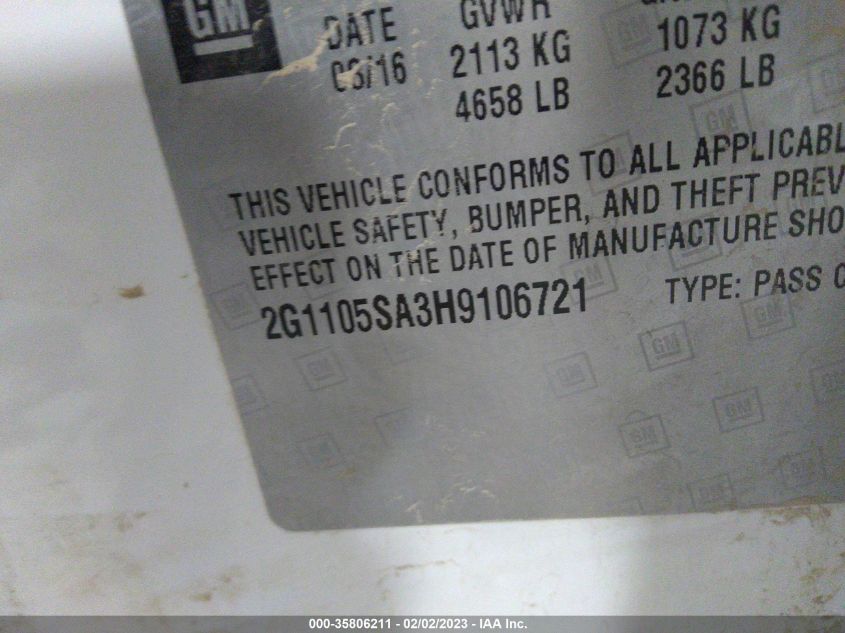 GM
DATE GVWR
08/16 2113 KG 1073 KG
4658 LB 2366 LB
THIS VEHICLE CONFORMS TO ALL APPLICABL
VEHICLE SAFETY, BUMPER, AND THEFT PREV
EFFECT ON THE DATE OF MANUFACTURE SHO
2G1105SA3H9106721 TYPE: PASS C
000-35806211 - 02/02/2023 - IAA Inc.